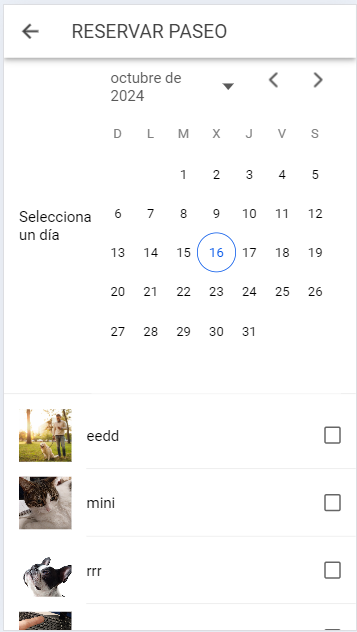 RESERVAR PASEO
octubre de
2024
D L M X J V S
1 2 3 4 5
6 7 8 9 10 11 12
Selecciona
un día
13 14 15 16 17 18 19
20 21 22 23 24 25 26
27 28 29 30 31
eedd
mini
rrr